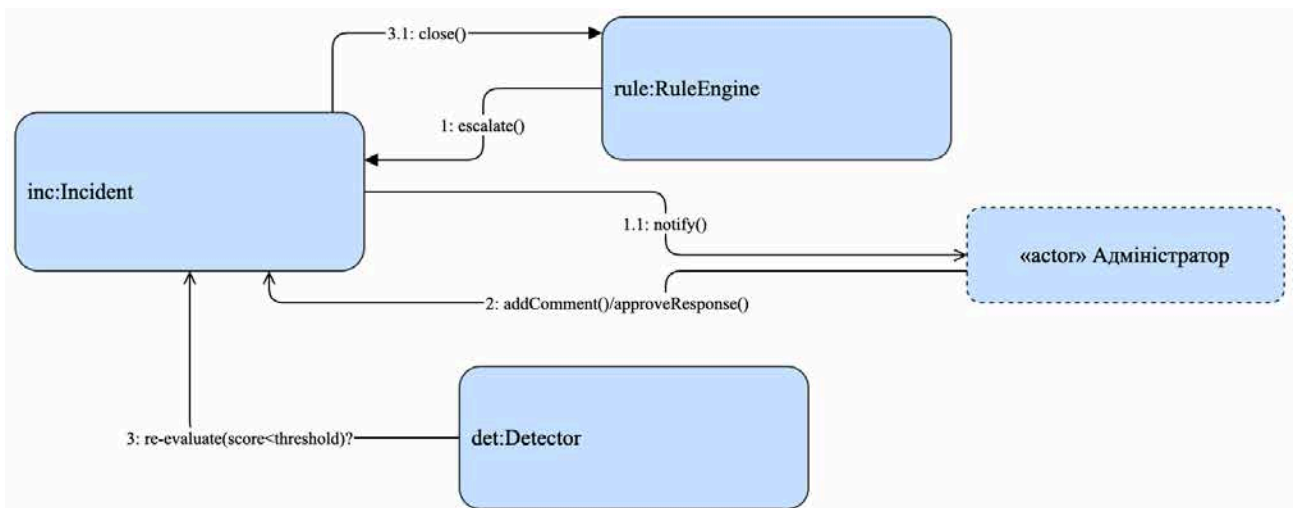 3.1: close()
rule:RuleEngine
1: escalate()
inc:Incident
1.1: notify()
«actor» Адміністратор
2: addComment()/approveResponse()
3: re-evaluate(score<threshold)?
det:Detector